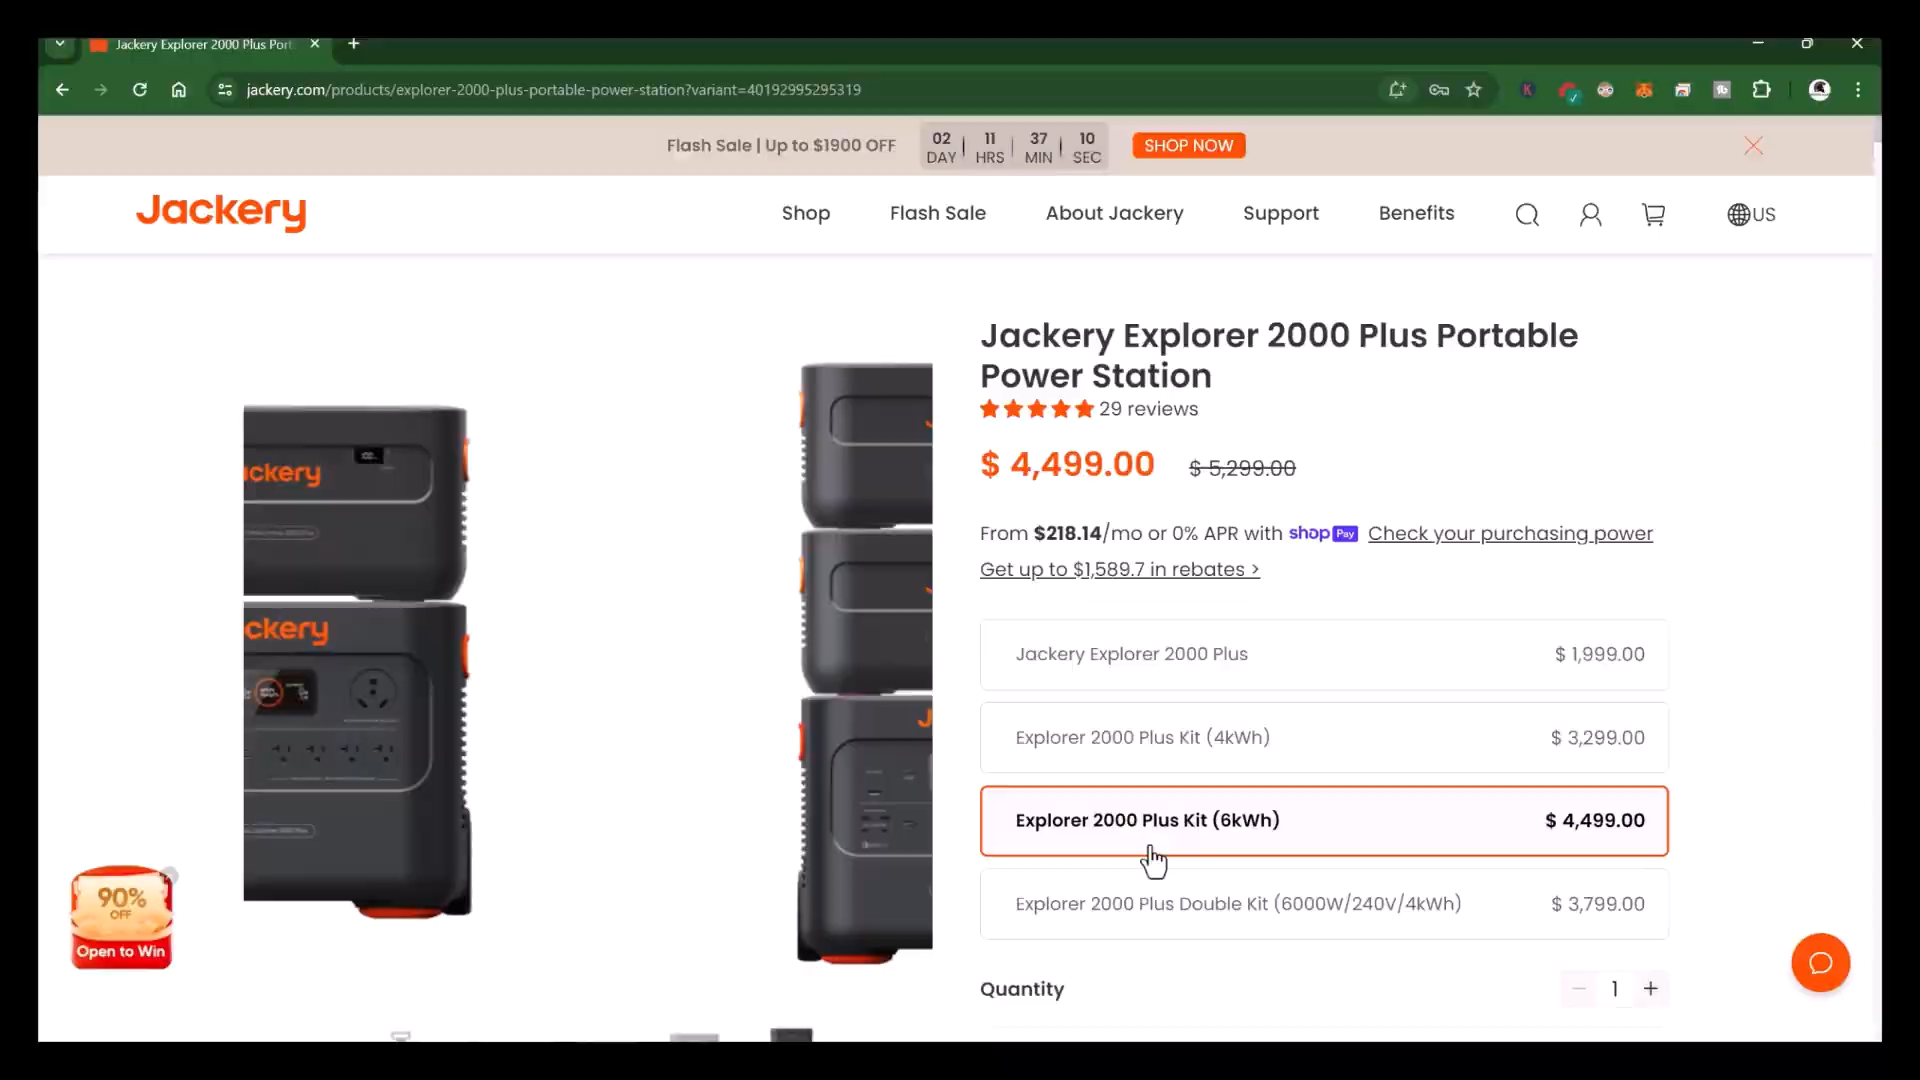 Jackery Explorer 2000 Plus Port
jackery.com/products/explorer-2000-plus-portable-power-station?variant=40192995295319
Flash Sale | Up to $1900 OFF
02 11 37 10
DAY HRS MIN SEC
SHOP NOW
Jackery
Shop
Flash Sale
About Jackery
Support
Benefits
US
Jackery Explorer 2000 Plus Portable
Power Station
29 reviews
$ 4,499.00 $ 5,299.00
From $218.14/mo or 0% APR with shop Pay Check your purchasing power
Get up to $1,589.7 in rebates >
Jackery Explorer 2000 Plus $ 1,999.00
Explorer 2000 Plus Kit (4kWh) $ 3,299.00
Explorer 2000 Plus Kit (6kWh) $ 4,499.00
Explorer 2000 Plus Double Kit (6000W/240V/4kWh) $ 3,799.00
Quantity
1
ackery
ckery
J
90%
OFF
Open to Win